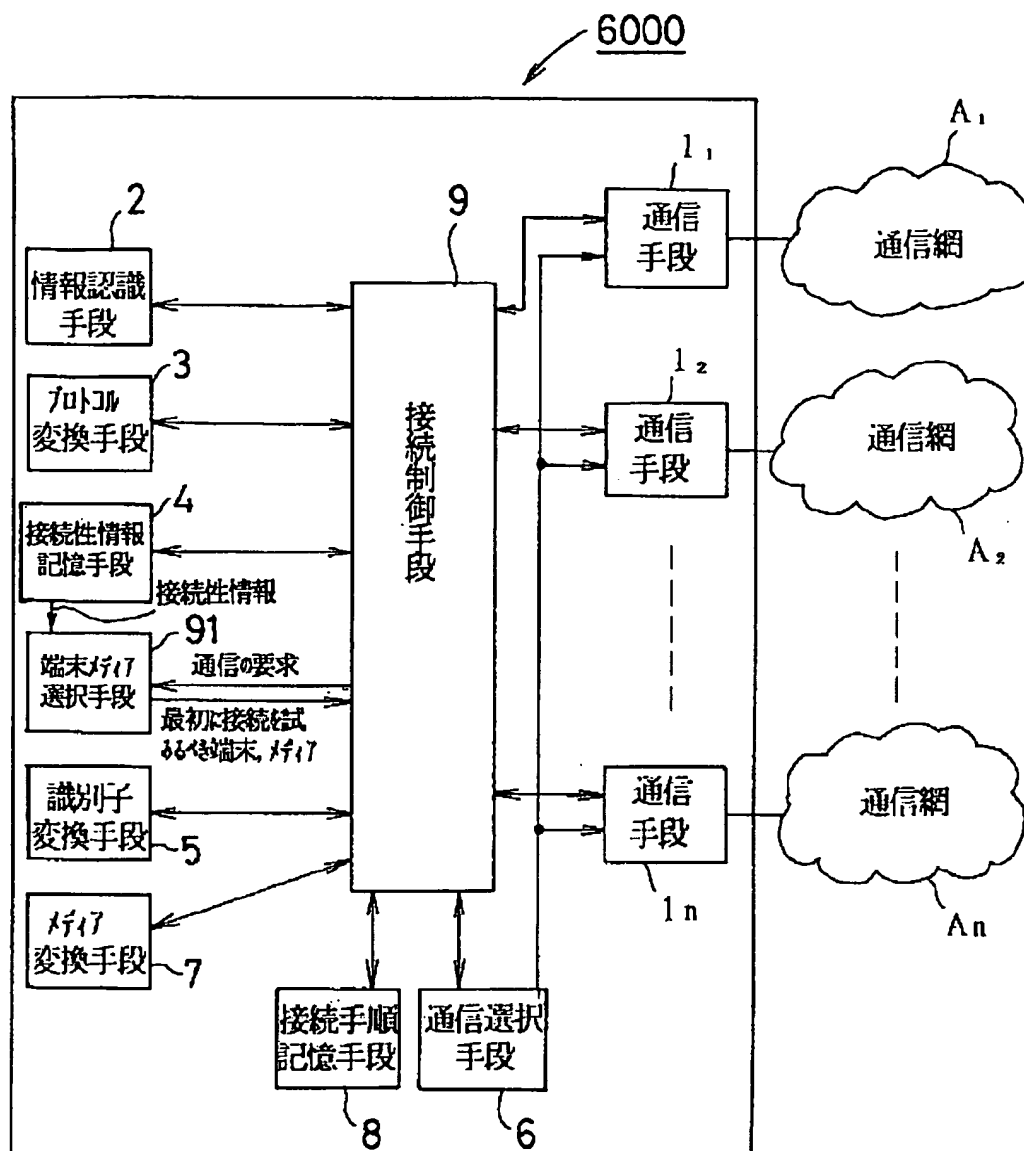 6000
A₁
1₁
通信
手段
通信網
2
情報認識
手段
9
接続制御手段
3
プロトコル
変換手段
1₂
通信
手段
通信網
A₂
4
接続性情報
記憶手段
接続性情報
91
端末メディア
選択手段
通信の要求
最初に接続を試
みるべき端末,メディア
識別子
変換手段
5
通信
手段
1n
通信網
An
メディア
変換手段
7
接続手順
記憶手段
8
通信選択
手段
6